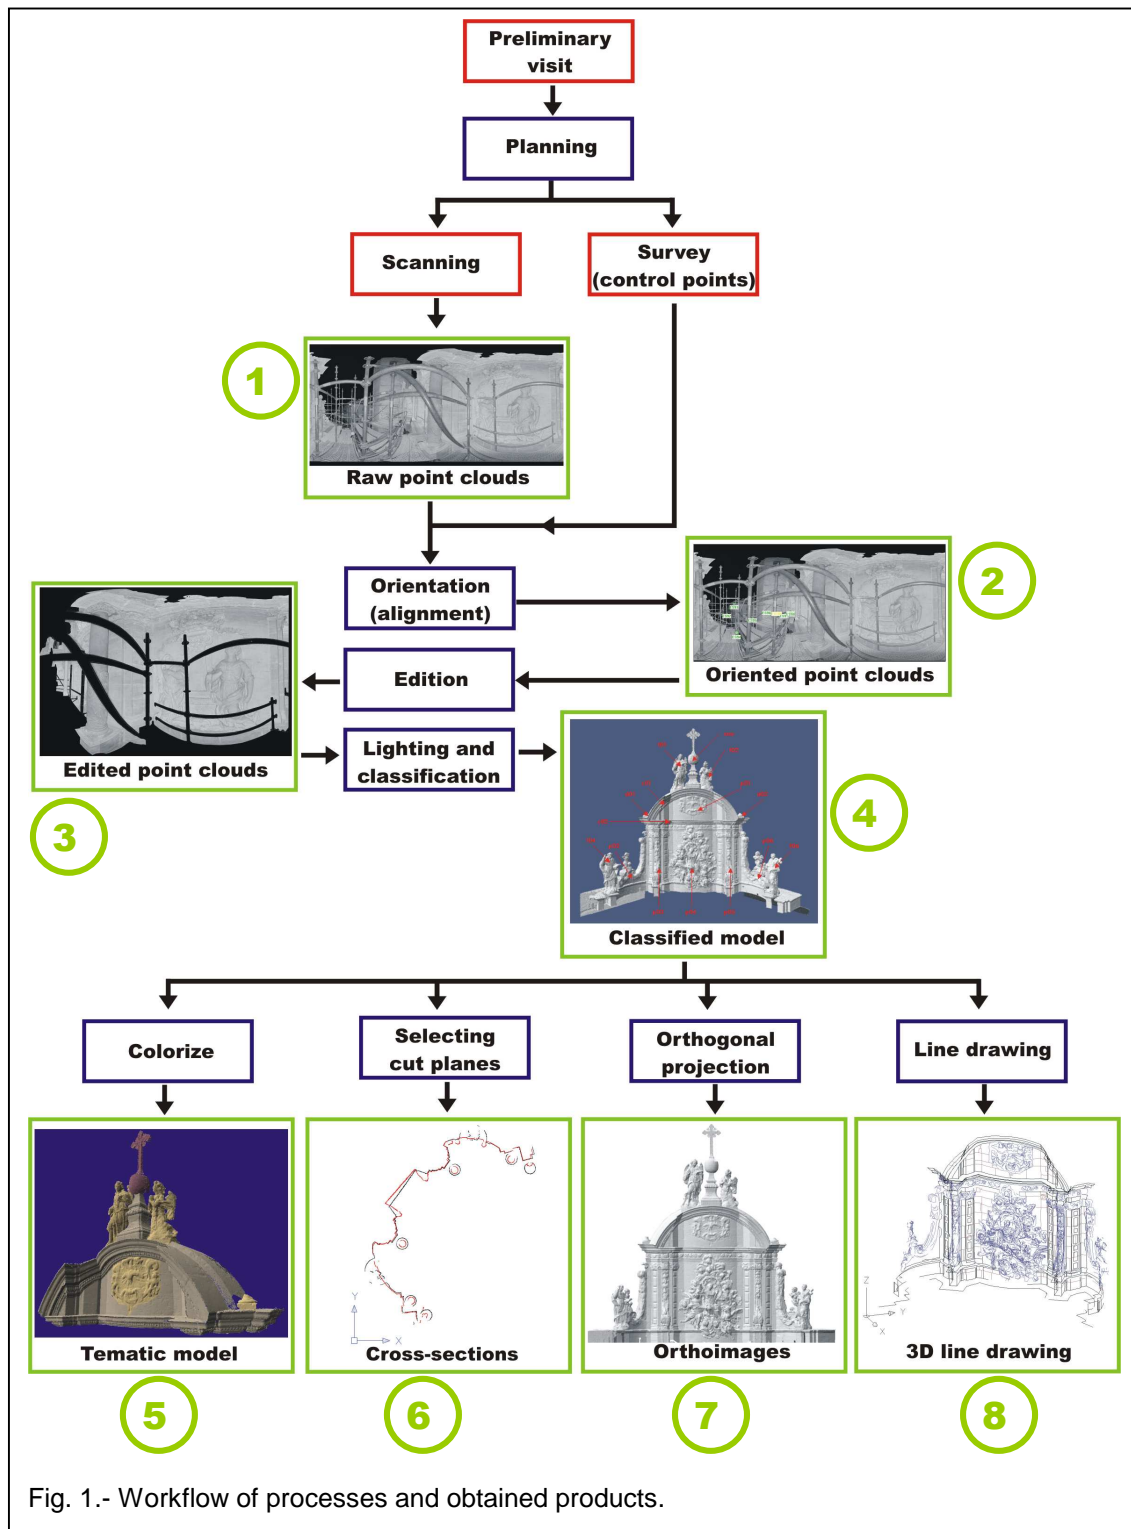 Preliminary
visit
Planning
Scanning
Survey
(control points)
1
Raw point clouds
Orientation
(alignment)
2
Oriented point clouds
Edition
Edited point clouds
3
Lighting and
classification
4
Classified model
Colorize
Selecting
cut planes
Orthogonal
projection
Line drawing
Tematic model
Y
X
Cross-sections
Orthoimages
Z
Y
X
3D line drawing
5
6
7
8
Fig. 1.- Workflow of processes and obtained products.